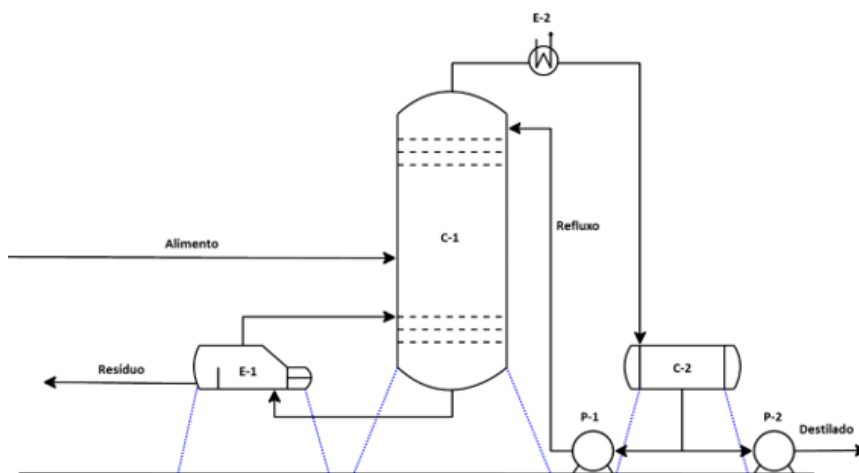 E-2
Alimento
C-1
Refluxo
Resíduo
E-1
C-2
P-1
P-2
Destilado